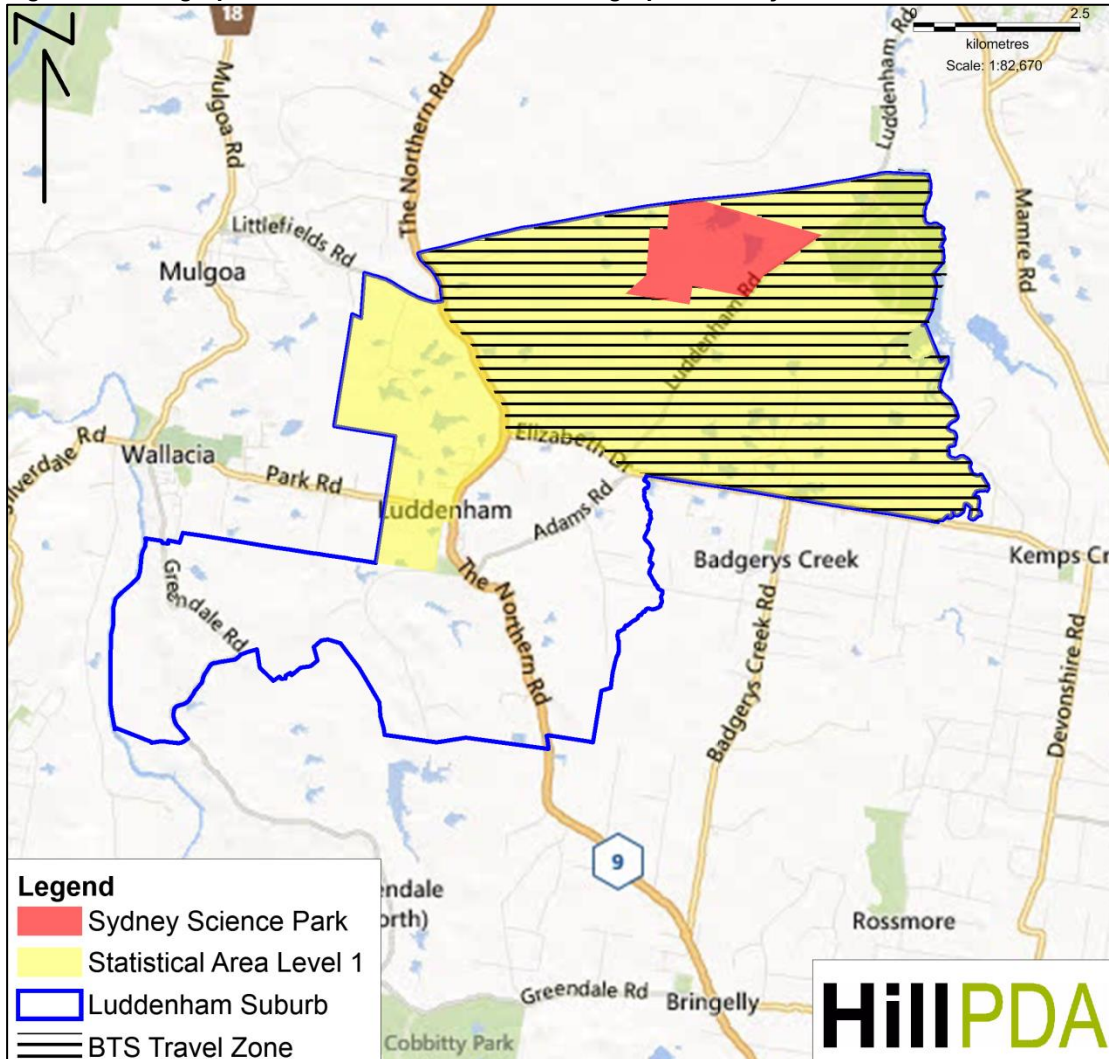 18
2.5
kilometres
Scale: 1:82,670
Mulgoa Rd
The Northern Rd
Luddenham Rd
Mamre Rd
Littlefields Rd
Mulgoa
Luddenham Rd
Elizabeth Dr
Wallacia
Park Rd
Luddenham
Adams Rd
Badgerys Creek
Kemps Cr
The Northern Rd
Greendale Rd
Badgerys Creek Rd
Devonshire Rd
9
endale
orth)
Rossmore
Greendale Rd
Bringelly
Cobbitty Park
Legend
Sydney Science Park
Statistical Area Level 1
Luddenham Suburb
BTS Travel Zone
HillPDA